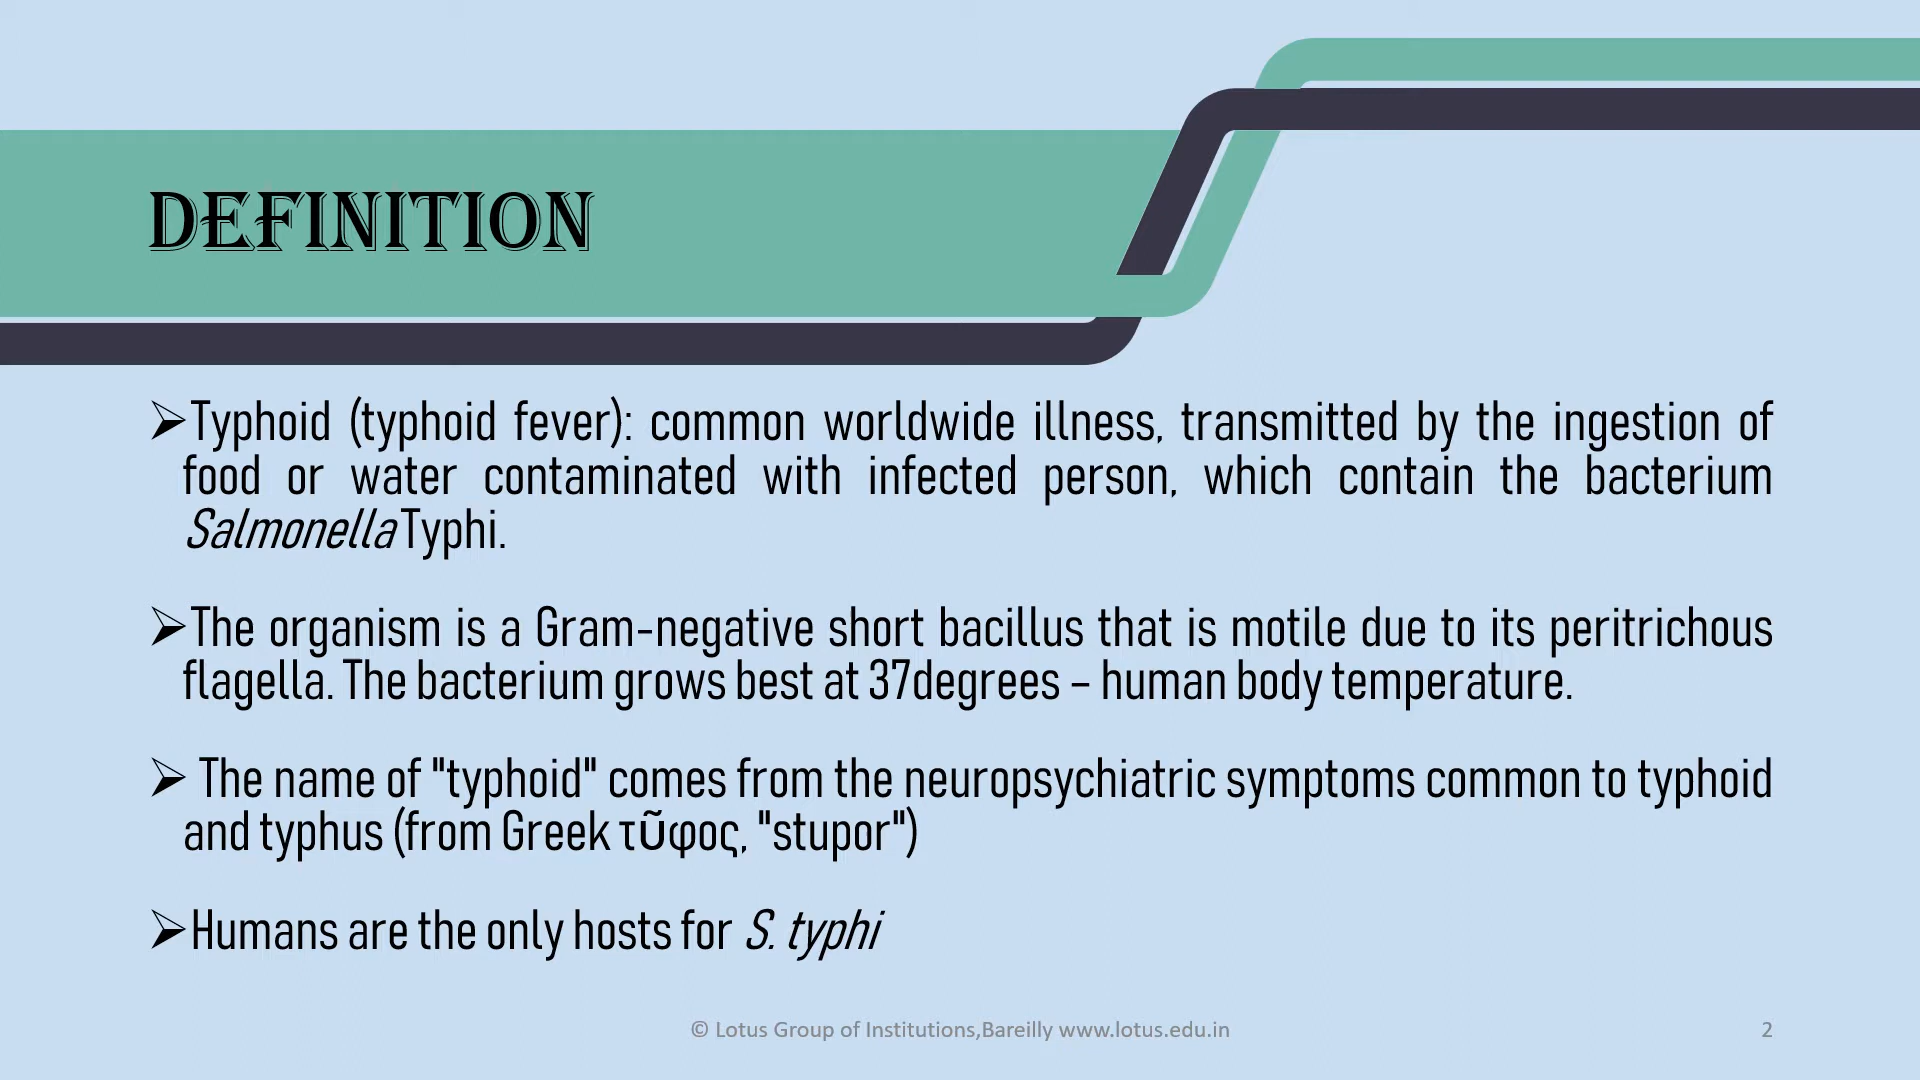 DEFINITION
➢Typhoid (typhoid fever): common worldwide illness, transmitted by the ingestion of
food or water contaminated with infected person, which contain the bacterium
Salmonella Typhi.
➢The organism is a Gram-negative short bacillus that is motile due to its peritrichous
flagella. The bacterium grows best at 37degrees – human body temperature.
➢ The name of "typhoid" comes from the neuropsychiatric symptoms common to typhoid
and typhus (from Greek τῦφος, "stupor")
➢Humans are the only hosts for S. typhi
© Lotus Group of Institutions,Bareilly www.lotus.edu.in
2